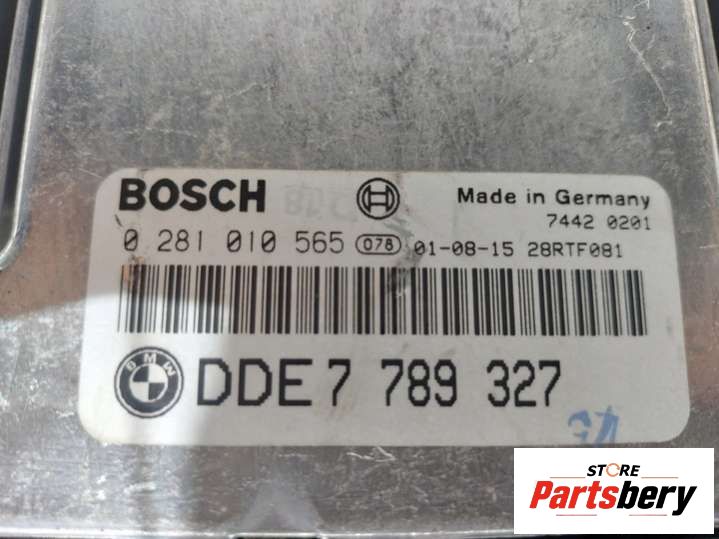 BOSCH
Made in Germany
7442 0201
0 281 010 565 078 01-08-15 28RTF081
BMW DDE 7 789 327
STORE
Partsbery